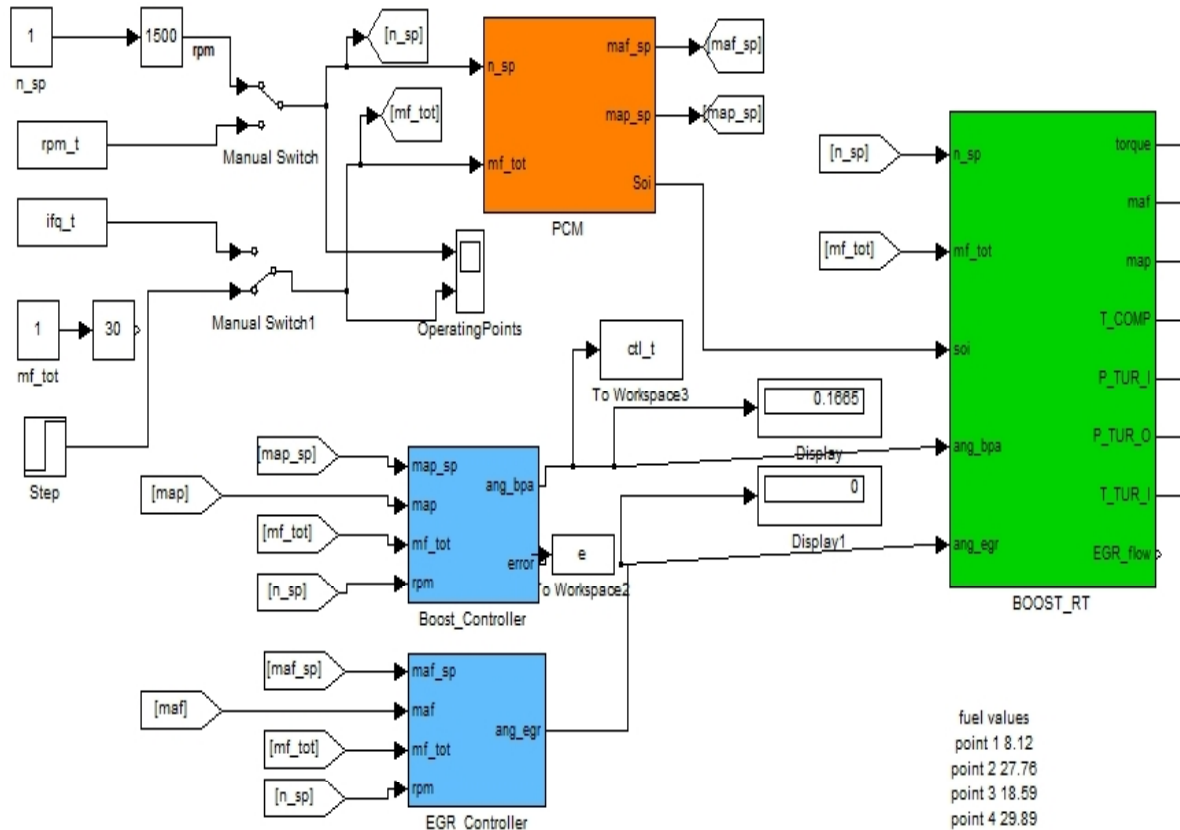 1
n_sp
1500
rpm
rpm_t
Manual Switch
ifq_t
1
mf_tot
30
Manual Switch1
Step
[n_sp]
[mf_tot]
n_sp
mf_tot
maf_sp
map_sp
Soi
PCM
[maf_sp]
[map_sp]
OperatingPoints
ctl_t
To Workspace3
0.1665
Display
0
Display1
[map_sp]
[map]
[mf_tot]
[n_sp]
map_sp
map
mf_tot
rpm
ang_bpa
error
Boost_Controller
e
To Workspace2
[maf_sp]
[maf]
[mf_tot]
[n_sp]
maf_sp
maf
mf_tot
rpm
ang_egr
EGR_Controller
[n_sp]
[mf_tot]
n_sp
mf_tot
soi
ang_bpa
ang_egr
torque
maf
map
T_COMP
P_TUR_I
P_TUR_O
T_TUR_I
EGR_flow
BOOST_RT
fuel values
point 1 8.12
point 2 27.76
point 3 18.59
point 4 29.89